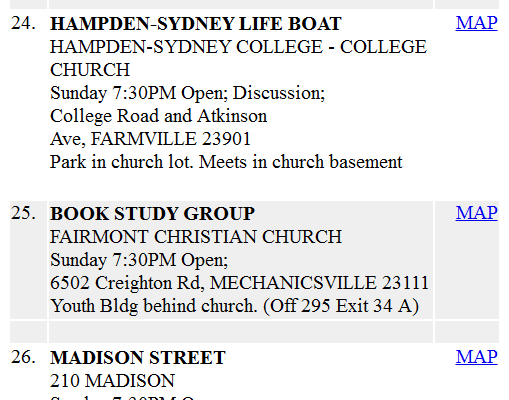 24. HAMPDEN-SYDNEY LIFE BOAT MAP
HAMPDEN-SYDNEY COLLEGE - COLLEGE
CHURCH
Sunday 7:30PM Open; Discussion;
College Road and Atkinson
Ave, FARMVILLE 23901
Park in church lot. Meets in church basement
25. BOOK STUDY GROUP MAP
FAIRMONT CHRISTIAN CHURCH
Sunday 7:30PM Open;
6502 Creighton Rd, MECHANICSVILLE 23111
Youth Bldg behind church. (Off 295 Exit 34 A)
26. MADISON STREET MAP
210 MADISON
Sunday 7:30PM